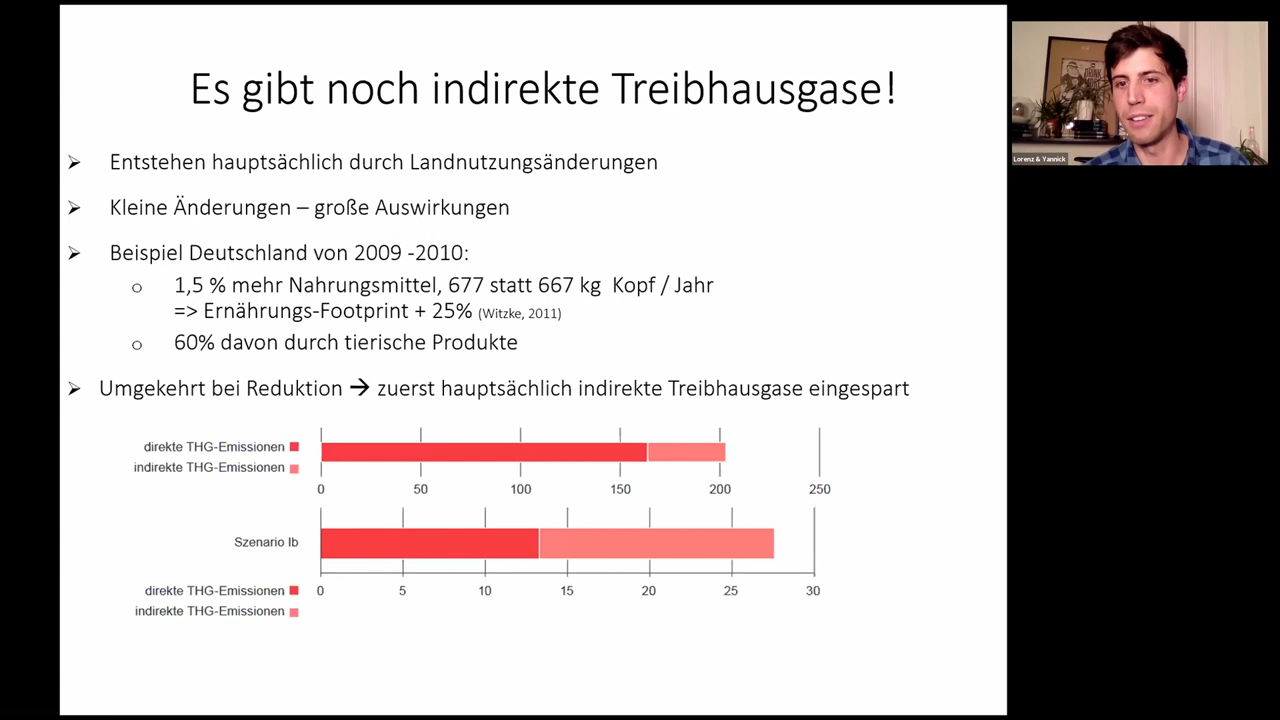 Es gibt noch indirekte Treibhausgase!
Entstehen hauptsächlich durch Landnutzungsänderungen
Kleine Änderungen – große Auswirkungen
Beispiel Deutschland von 2009 -2010:
1,5 % mehr Nahrungsmittel, 677 statt 667 kg Kopf / Jahr
=> Ernährungs-Footprint + 25% (Witzke, 2011)
60% davon durch tierische Produkte
Umgekehrt bei Reduktion → zuerst hauptsächlich indirekte Treibhausgase eingespart
direkte THG-Emissionen
indirekte THG-Emissionen
0 50 100 150 200 250
Szenario Ib
direkte THG-Emissionen
0 5 10 15 20 25 30
indirekte THG-Emissionen
Lorenz & Yannick